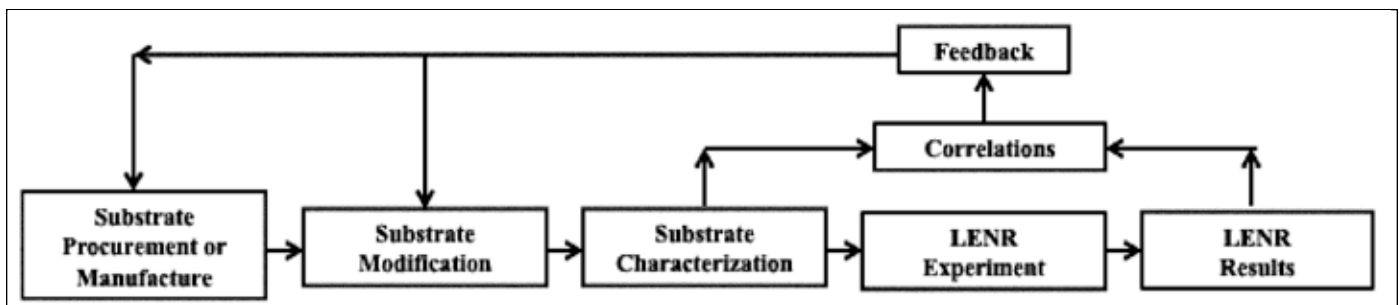 Feedback
Correlations
Substrate
Procurement or
Manufacture
Substrate
Modification
Substrate
Characterization
LENR
Experiment
LENR
Results